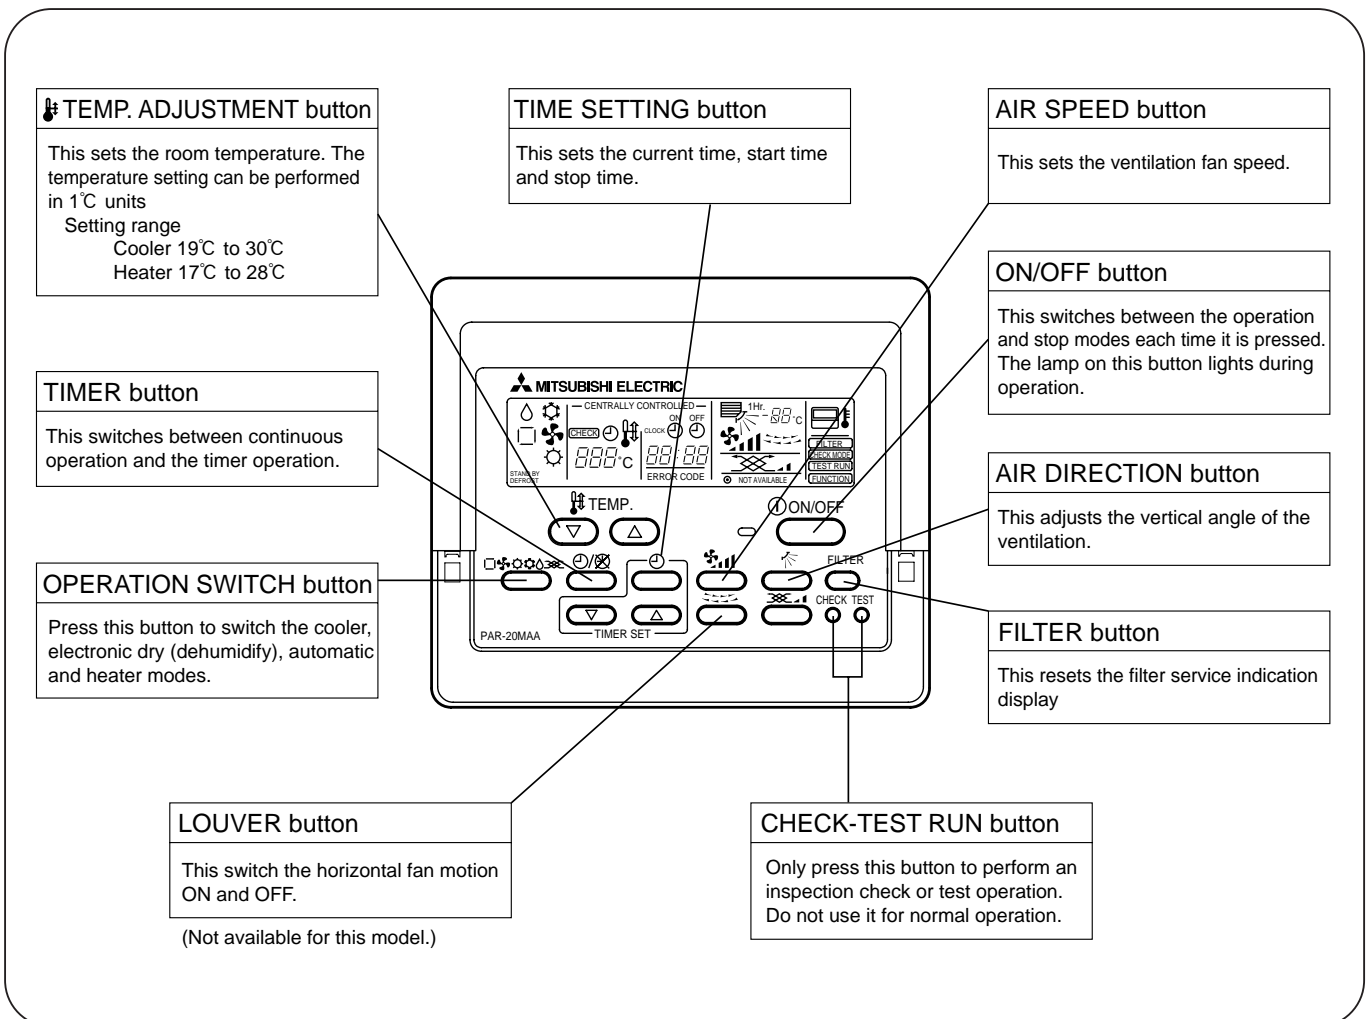 TEMP. ADJUSTMENT button
This sets the room temperature. The
temperature setting can be performed
in 1℃ units
Setting range
Cooler 19℃ to 30℃
Heater 17℃ to 28℃
TIME SETTING button
This sets the current time, start time
and stop time.
AIR SPEED button
This sets the ventilation fan speed.
ON/OFF button
This switches between the operation
and stop modes each time it is pressed.
The lamp on this button lights during
operation.
TIMER button
This switches between continuous
operation and the timer operation.
MITSUBISHI ELECTRIC
CENTRALLY CONTROLLED
ON OFF
CHECK
CLOCK
88:88
888°C
ERROR CODE
STAND BY
DEFROST
1Hr.
-88°C
NOT AVAILABLE
FILTER
CHECK MODE
TEST RUN
FUNCTION
TEMP.
ON/OFF
FILTER
CHECK TEST
TIMER SET
PAR-20MAA
AIR DIRECTION button
This adjusts the vertical angle of the
ventilation.
OPERATION SWITCH button
Press this button to switch the cooler,
electronic dry (dehumidify), automatic
and heater modes.
FILTER button
This resets the filter service indication
display
LOUVER button
This switch the horizontal fan motion
ON and OFF.
(Not available for this model.)
CHECK-TEST RUN button
Only press this button to perform an
inspection check or test operation.
Do not use it for normal operation.